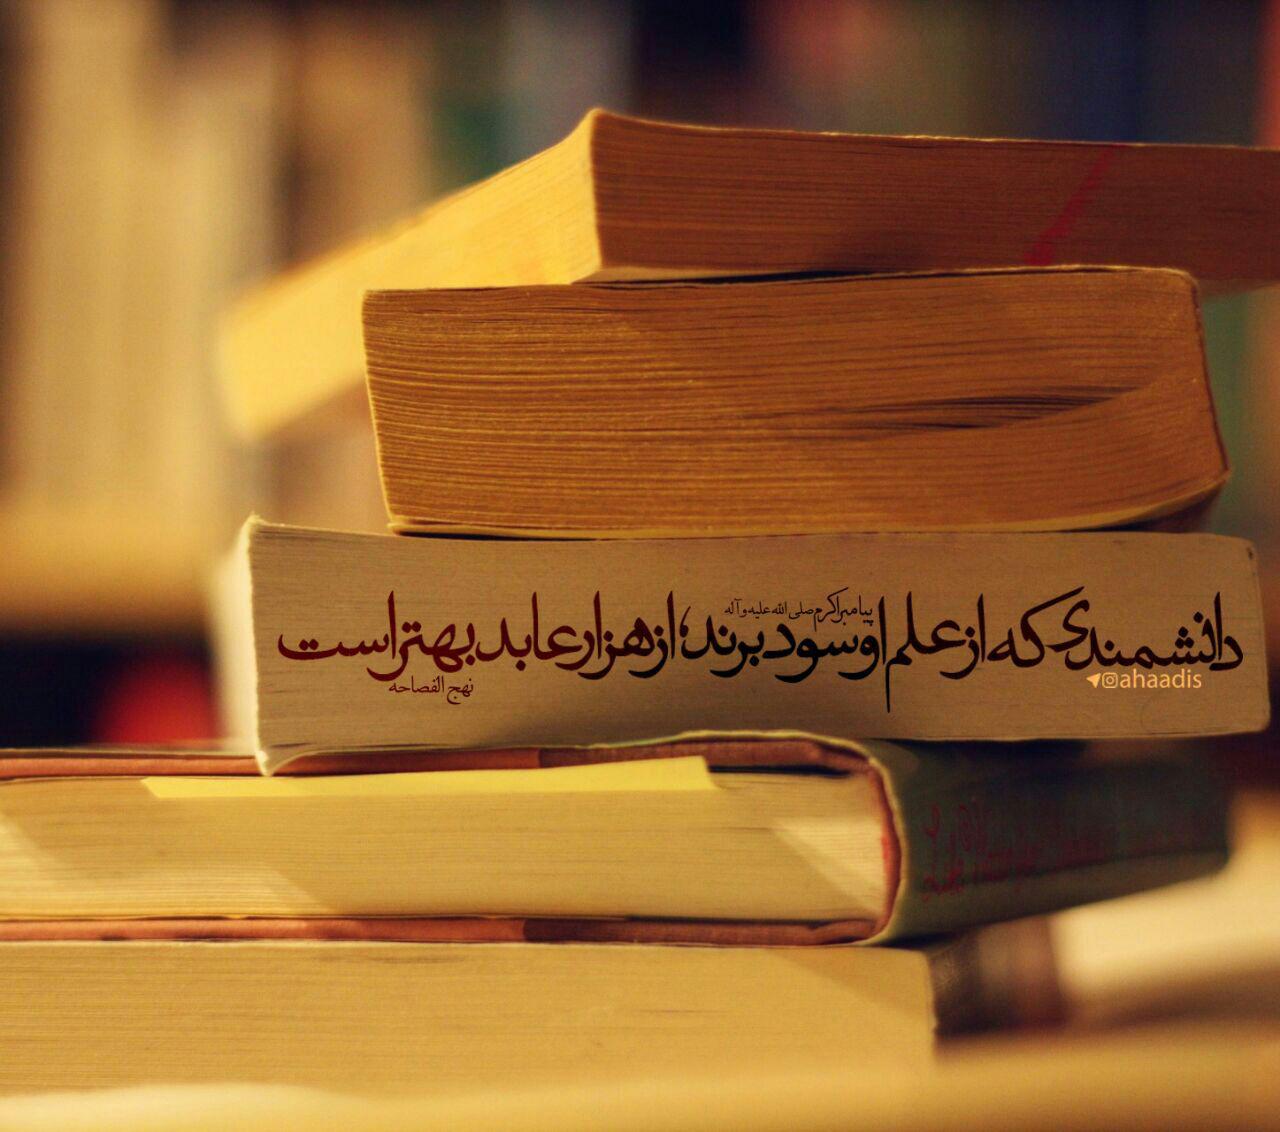 پیامبر اکرم صلی الله علیه و آله
دانشمندی که از علم او سود برند؛ از هزار عابد بهتر است
نهج الفصاحه
@ahaadis